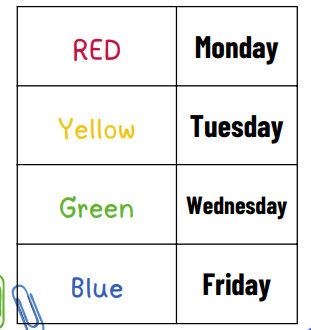 RED Monday
Yellow Tuesday
Green Wednesday
Blue Friday